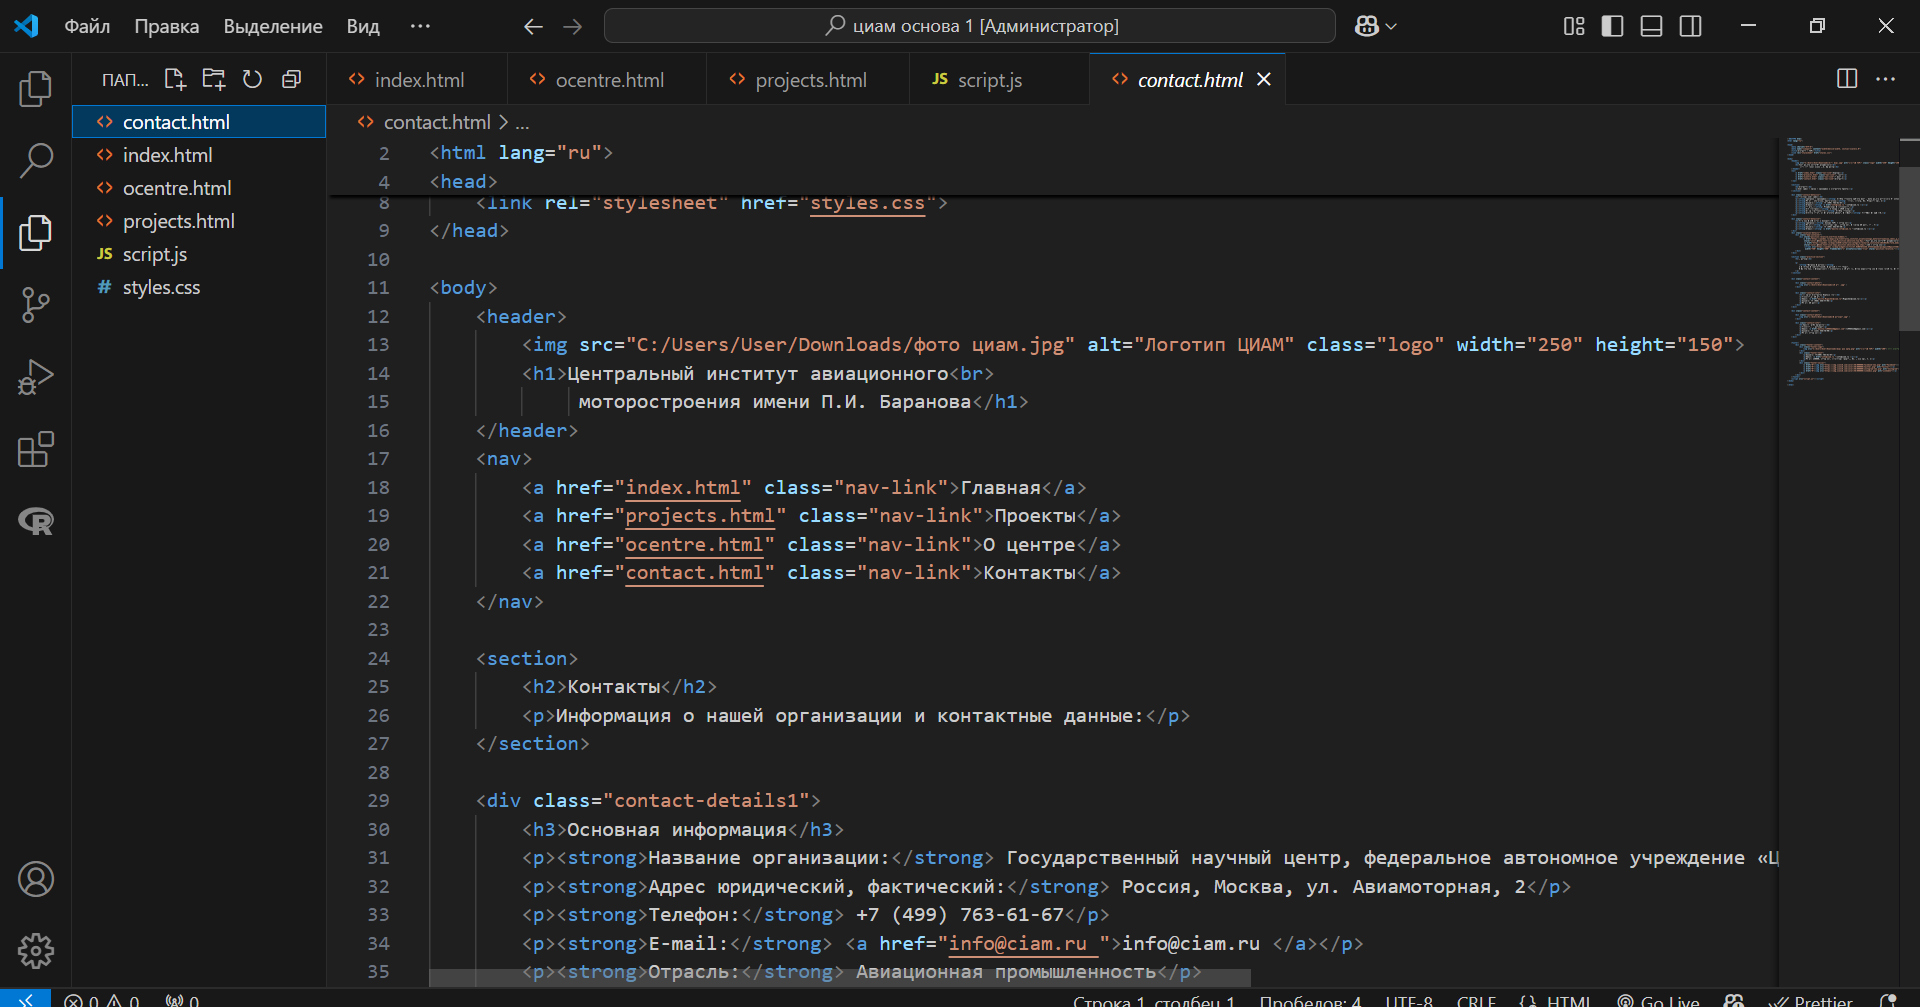 Файл Правка Выделение Вид ··· циам основа 1 [Администратор]
ПАП...
contact.html
index.html
ocentre.html
projects.html
JS script.js
# styles.css
index.html ocentre.html projects.html JS script.js contact.html
contact.html > ...
2 <html lang="ru">
4 <head>
8 <link rel="stylesheet" href="styles.css">
9 </head>
10
11 <body>
12 <header>
13 <img src="C:/Users/User/Downloads/фото циам.jpg" alt="Логотип ЦИАМ" class="logo" width="250" height="150">
14 <h1>Центральный институт авиационного<br>
15 моторостроения имени П.И. Баранова</h1>
16 </header>
17 <nav>
18 <a href="index.html" class="nav-link">Главная</a>
19 <a href="projects.html" class="nav-link">Проекты</a>
20 <a href="ocentre.html" class="nav-link">О центре</a>
21 <a href="contact.html" class="nav-link">Контакты</a>
22 </nav>
23
24 <section>
25 <h2>Контакты</h2>
26 <p>Информация о нашей организации и контактные данные:</p>
27 </section>
28
29 <div class="contact-details1">
30 <h3>Основная информация</h3>
31 <p><strong>Название организации:</strong> Государственный научный центр, федеральное автономное учреждение «Ц
32 <p><strong>Адрес юридический, фактический:</strong> Россия, Москва, ул. Авиамоторная, 2</p>
33 <p><strong>Телефон:</strong> +7 (499) 763-61-67</p>
34 <p><strong>E-mail:</strong> <a href="info@ciam.ru ">info@ciam.ru </a></p>
35 <p><strong>Отрасль:</strong> Авиационная промышленность</p>
0 0 0 Строка 1, столбец 1 Пробелов: 4 UTF-8 CRLF {} HTML Go Live Prettier